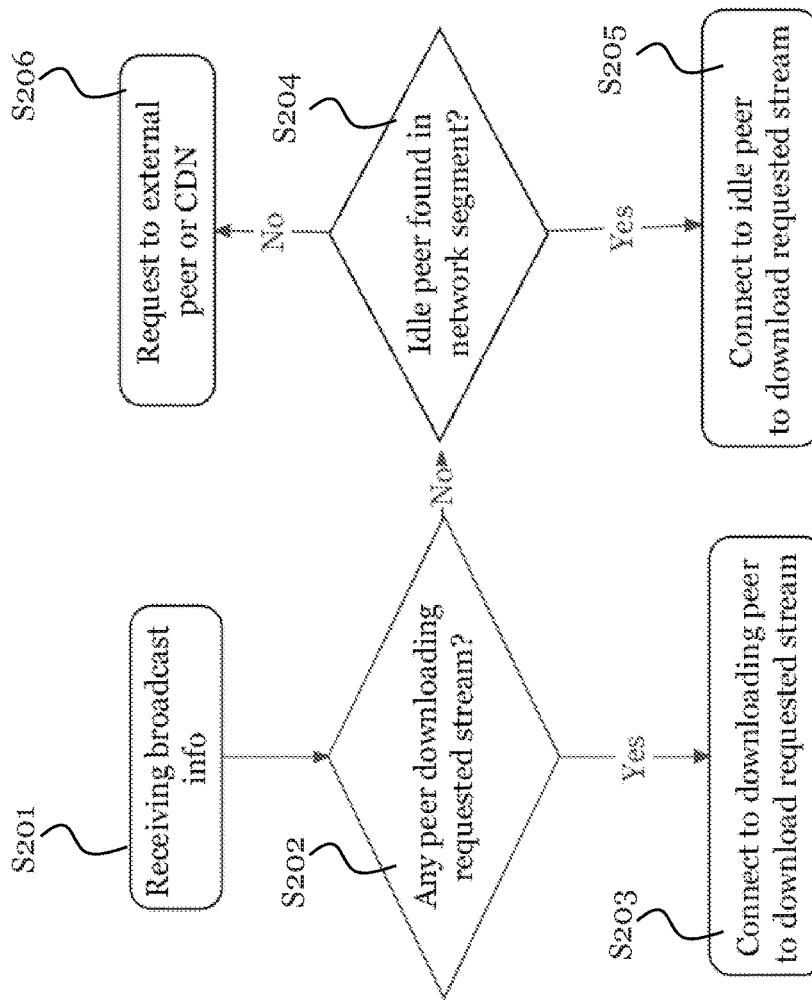 S201
Receiving broadcast
info
S202
Any peer downloading
requested stream?
Yes
S203
Connect to downloading peer
to download requested stream
No
S204
Idle peer found in
network segment?
Yes
S205
Connect to idle peer
to download requested stream
No
S206
Request to external
peer or CDN